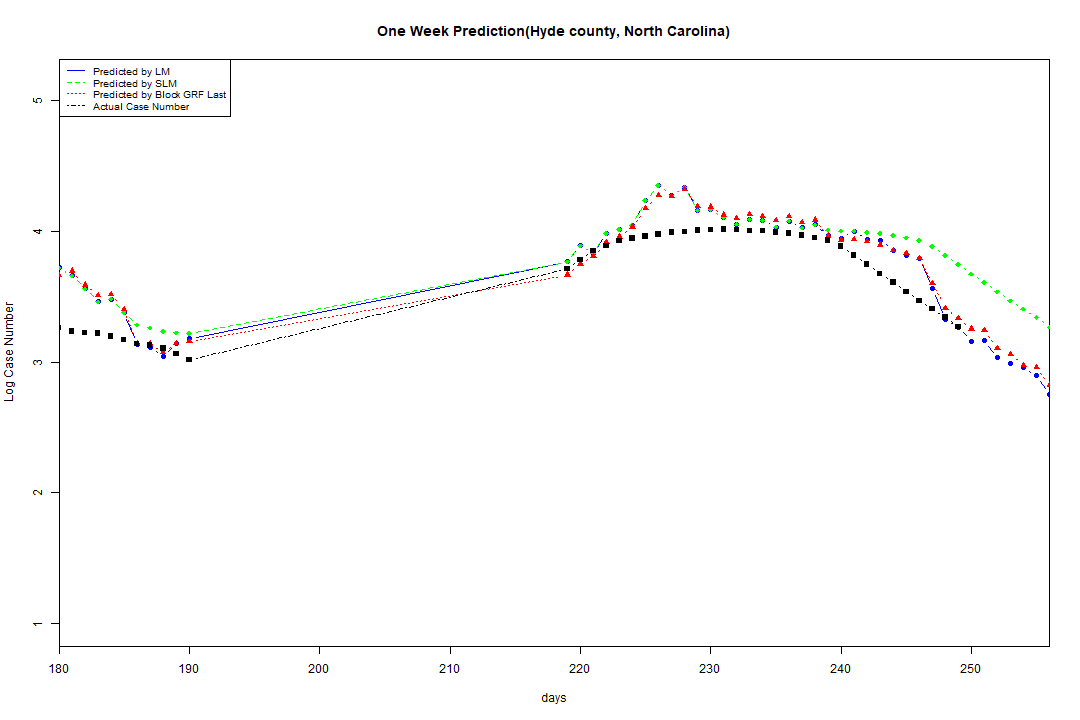 One Week Prediction(Hyde county, North Carolina)
Predicted by LM
Predicted by SLM
Predicted by Block GRF Last
Actual Case Number
5
4
3
2
1
Log Case Number
180 190 200 210 220 230 240 250
days